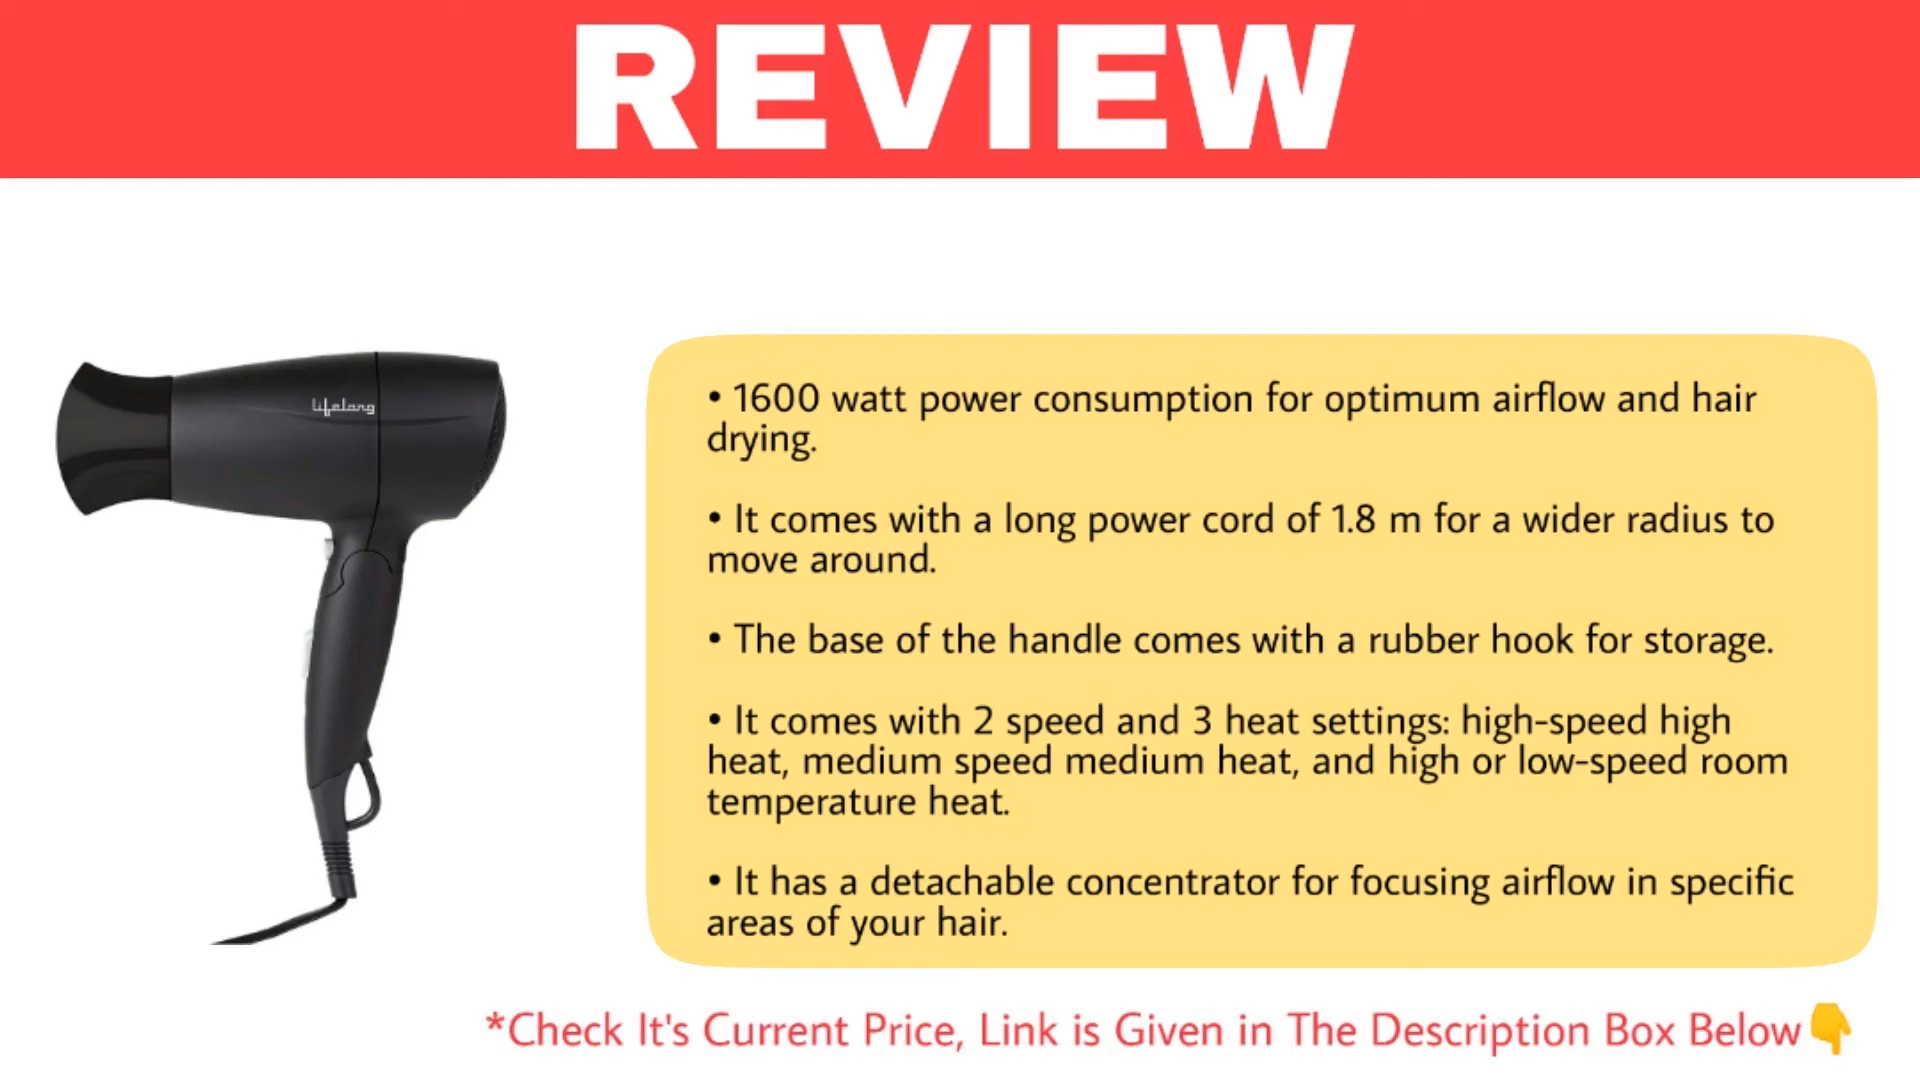 REVIEW
lifelong
• 1600 watt power consumption for optimum airflow and hair
drying.
• It comes with a long power cord of 1.8 m for a wider radius to
move around.
• The base of the handle comes with a rubber hook for storage.
• It comes with 2 speed and 3 heat settings: high-speed high
heat, medium speed medium heat, and high or low-speed room
temperature heat.
• It has a detachable concentrator for focusing airflow in specific
areas of your hair.
*Check It's Current Price, Link is Given in The Description Box Below👇